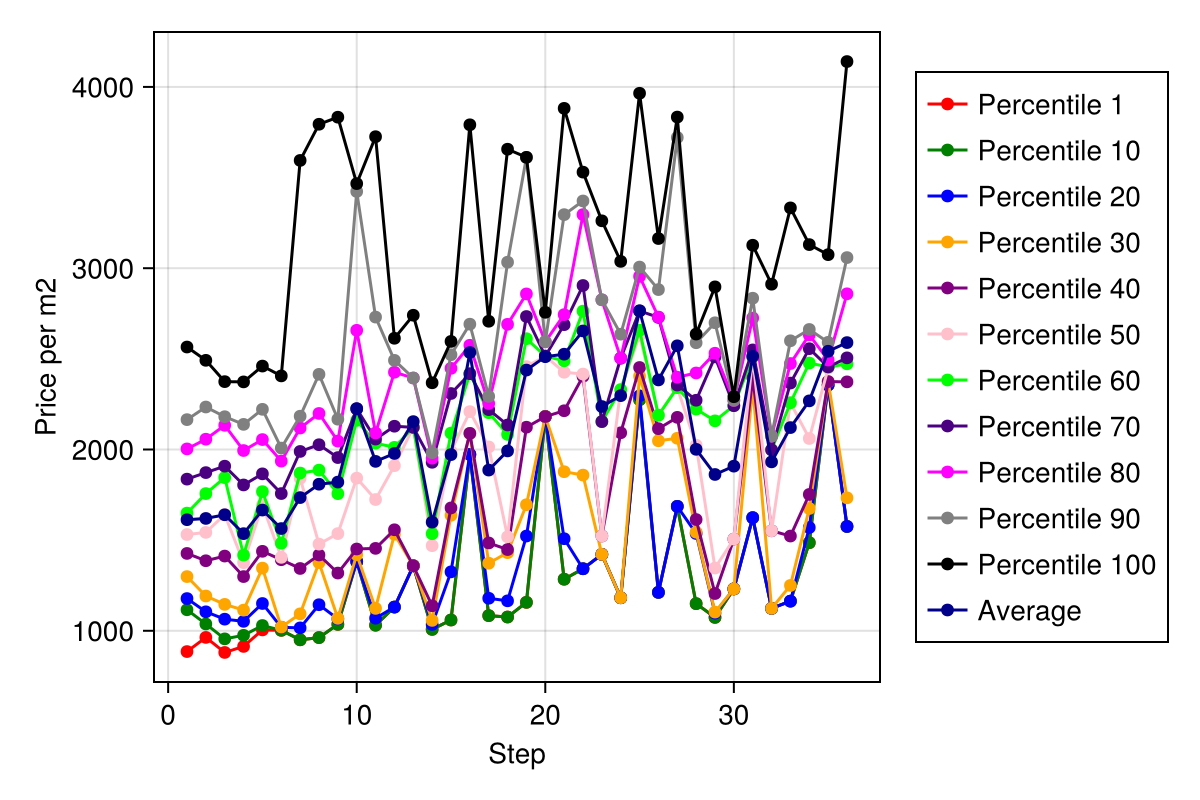 4000
3000
2000
1000
Price per m2
0 10 20 30
Step
Percentile 1
Percentile 10
Percentile 20
Percentile 30
Percentile 40
Percentile 50
Percentile 60
Percentile 70
Percentile 80
Percentile 90
Percentile 100
Average